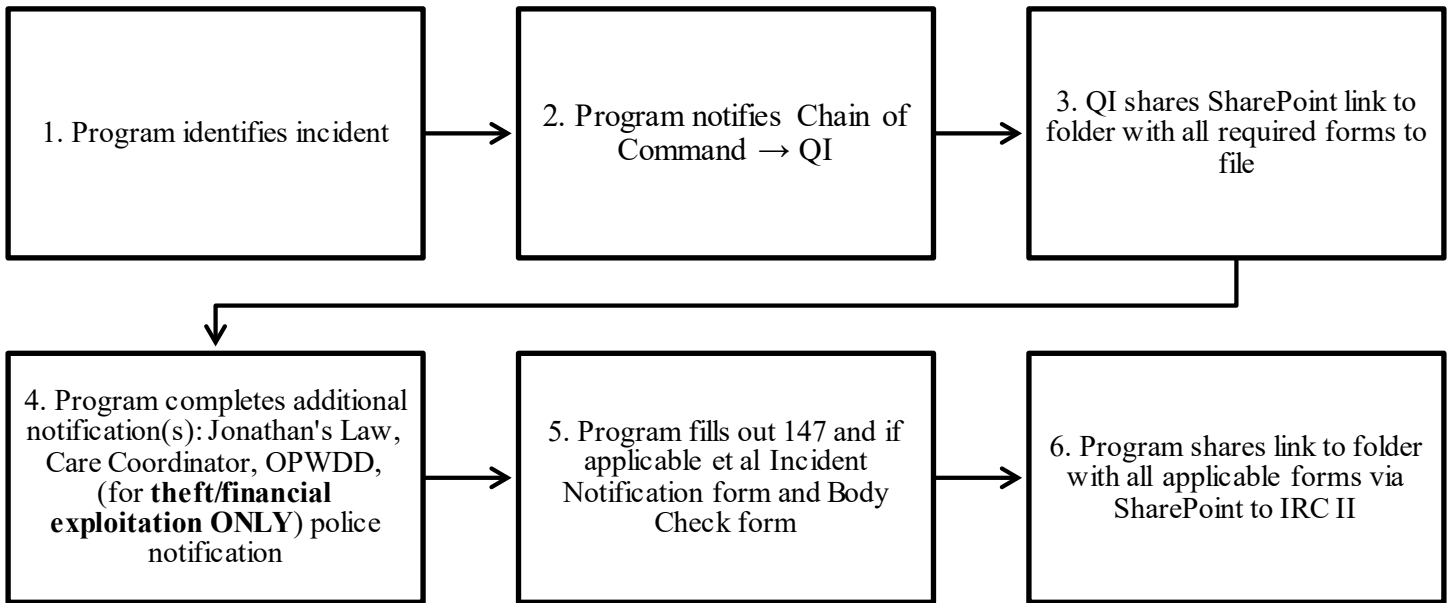 1. Program identifies incident
2. Program notifies Chain of
Command → QI
3. QI shares SharePoint link to
folder with all required forms to
file
4. Program completes additional
notification(s): Jonathan's Law,
Care Coordinator, OPWDD,
(for theft/financial
exploitation ONLY) police
notification
5. Program fills out 147 and if
applicable et al Incident
Notification form and Body
Check form
6. Program shares link to folder
with all applicable forms via
SharePoint to IRC II